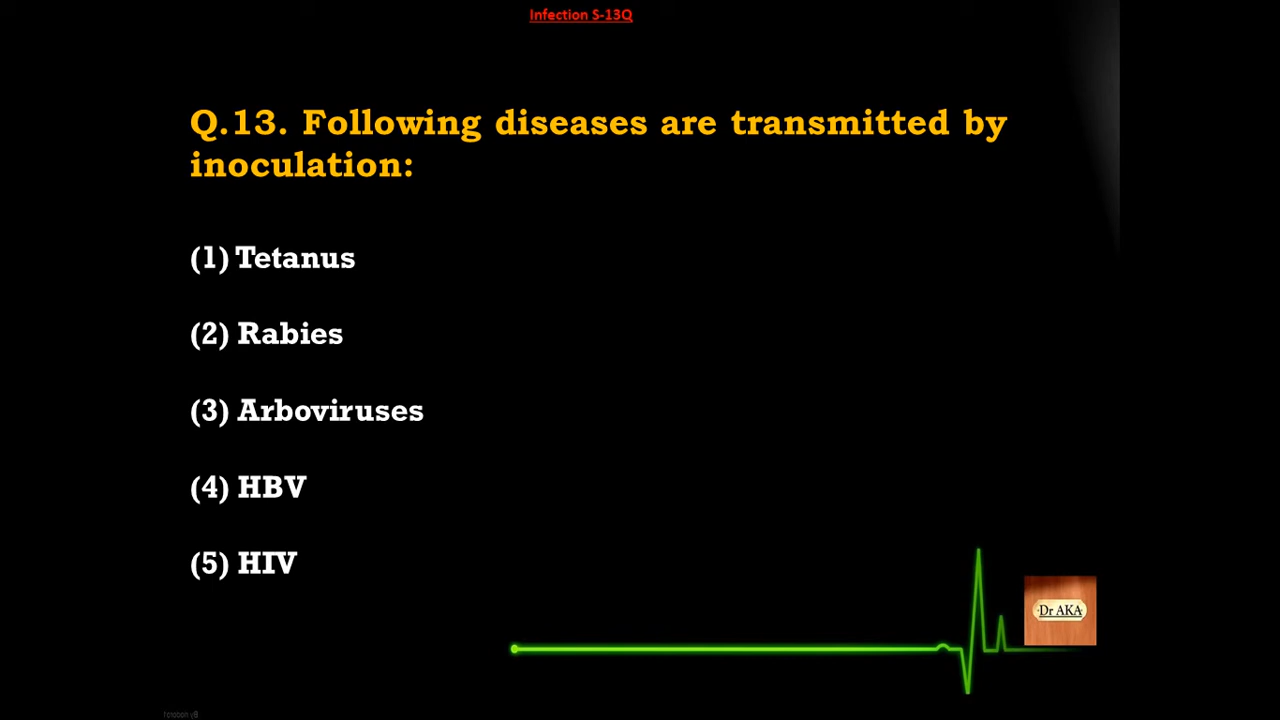 Infection S-13Q
Q.13. Following diseases are transmitted by
inoculation:
(1) Tetanus
(2) Rabies
(3) Arboviruses
(4) HBV
(5) HIV
Dr AKA